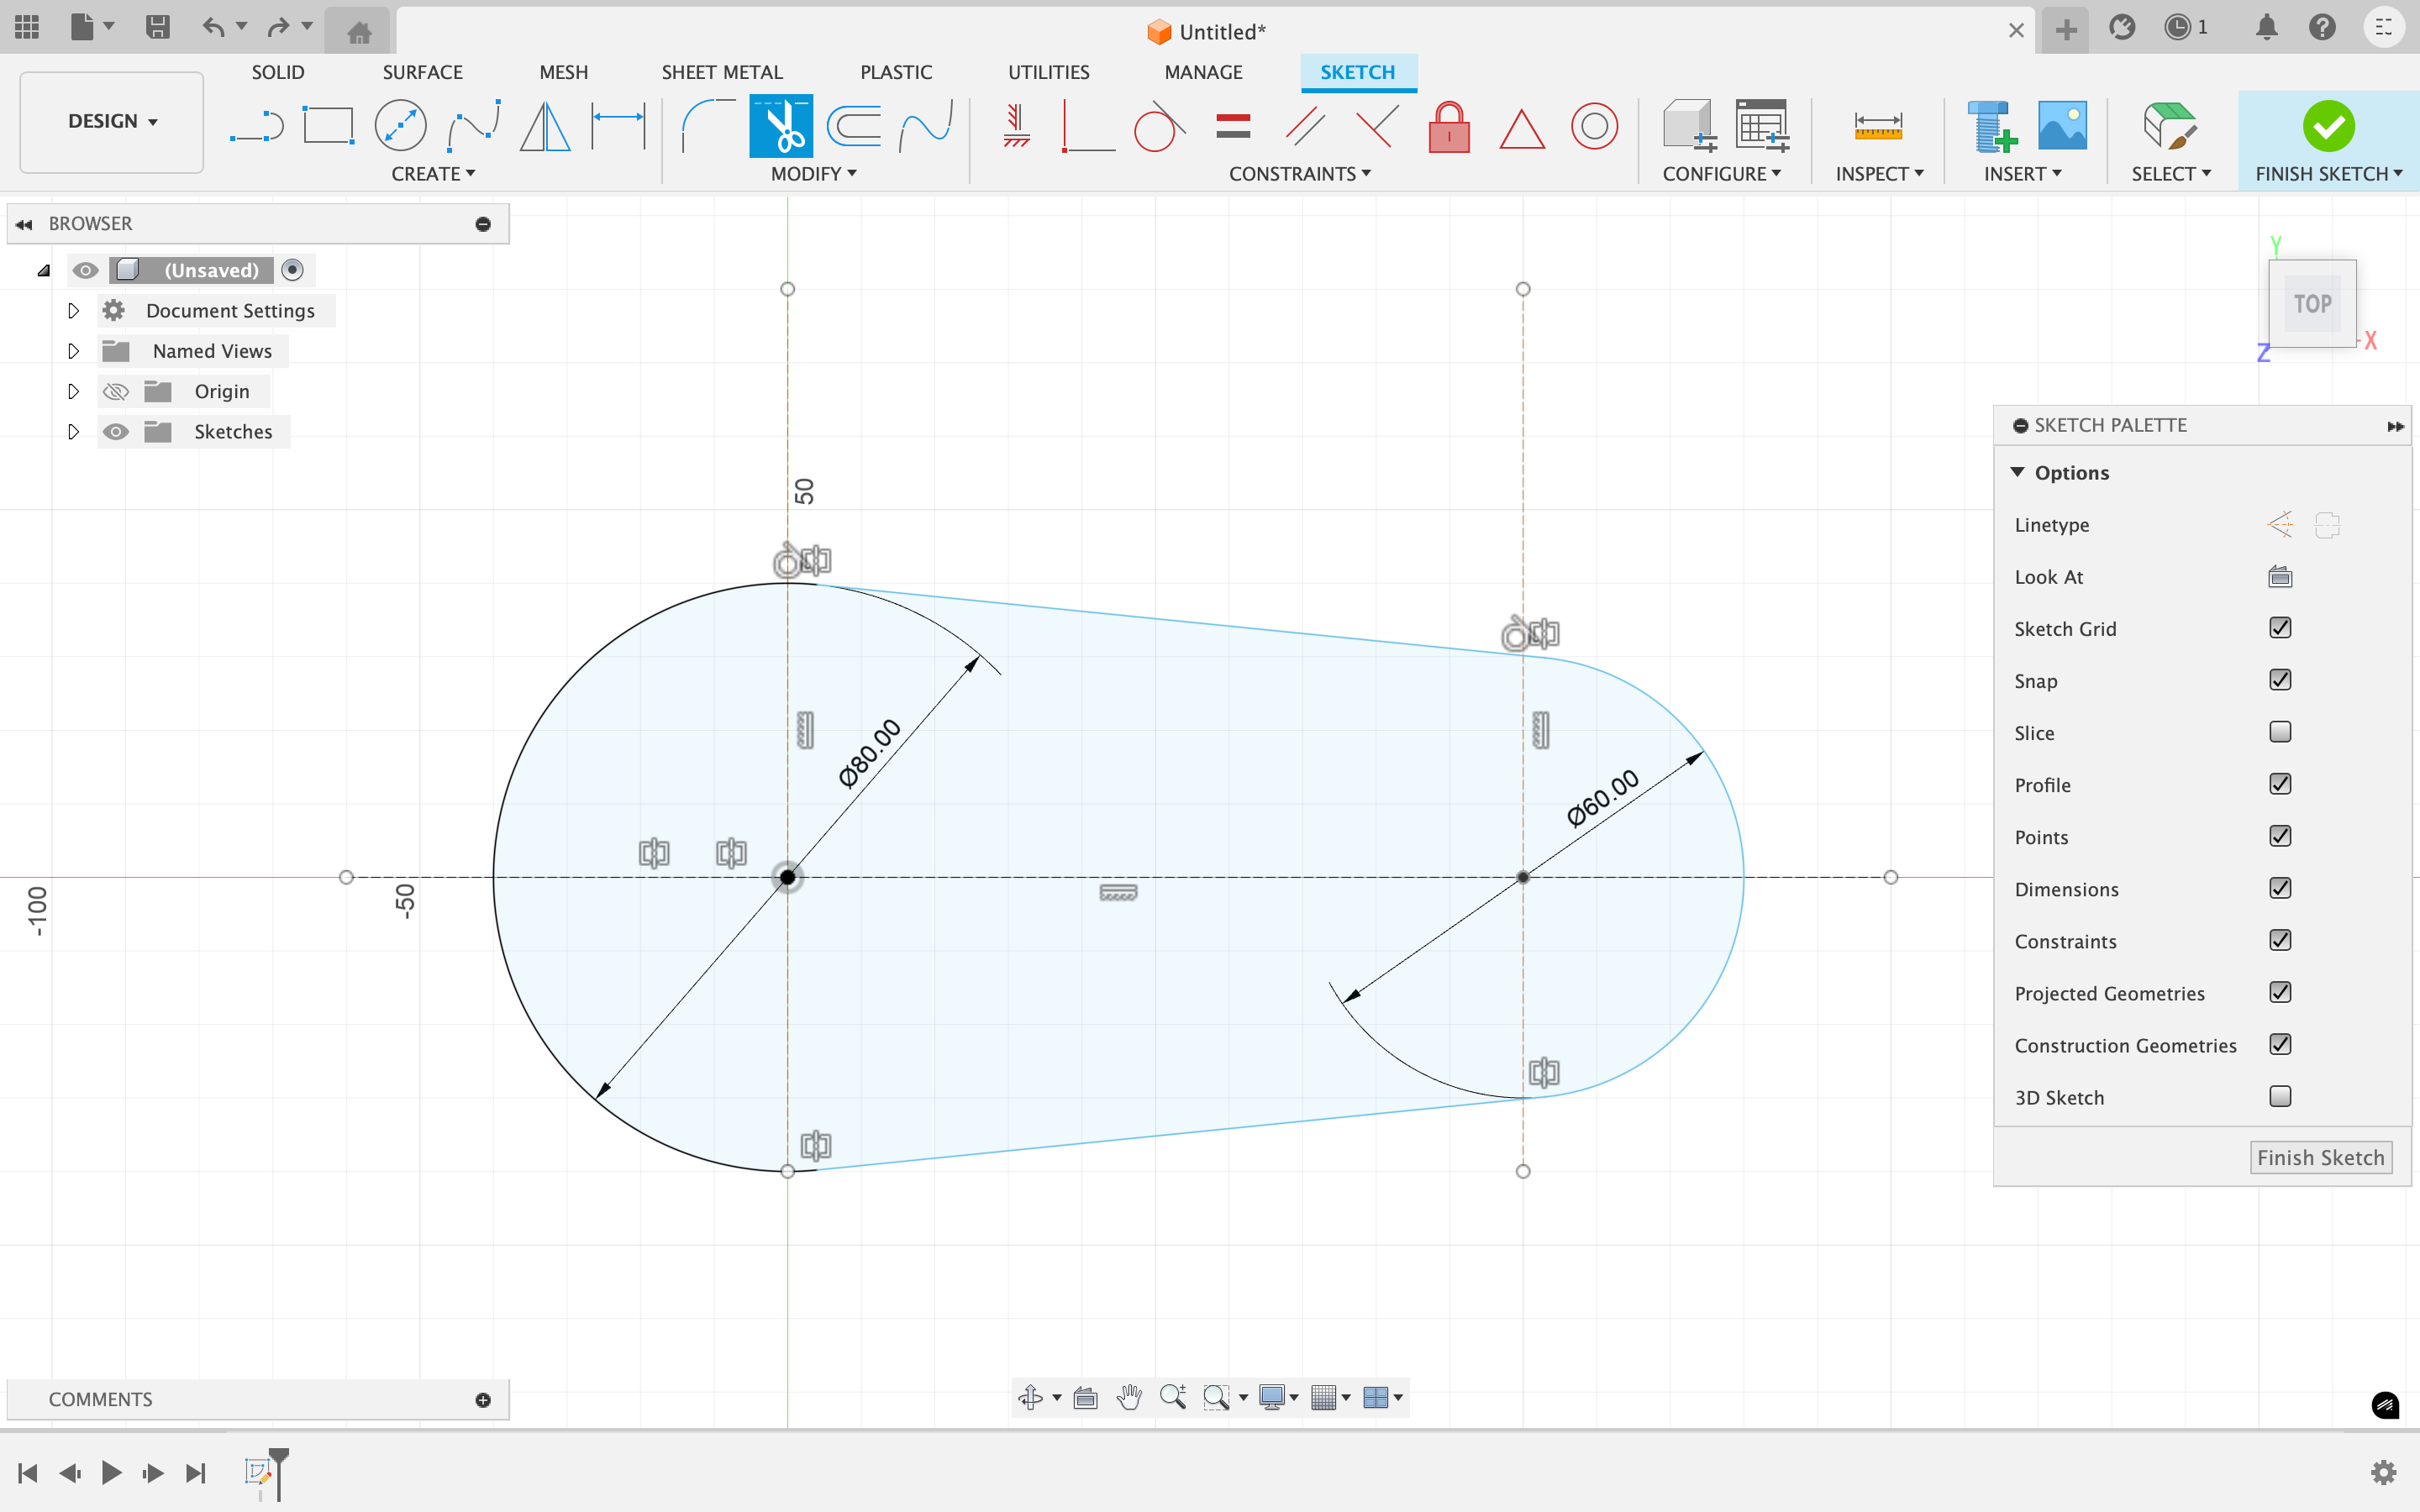 Untitled*
1
DESIGN
SOLID
SURFACE
MESH
SHEET METAL
PLASTIC
UTILITIES
MANAGE
SKETCH
CREATE
MODIFY
CONSTRAINTS
CONFIGURE
INSPECT
INSERT
SELECT
FINISH SKETCH
BROWSER
(Unsaved)
Document Settings
Named Views
Origin
Sketches
Y
TOP
X
Z
50
Ø80.00
Ø60.00
-50
-100
SKETCH PALETTE
Options
Linetype
Look At
Sketch Grid
Snap
Slice
Profile
Points
Dimensions
Constraints
Projected Geometries
Construction Geometries
3D Sketch
Finish Sketch
COMMENTS